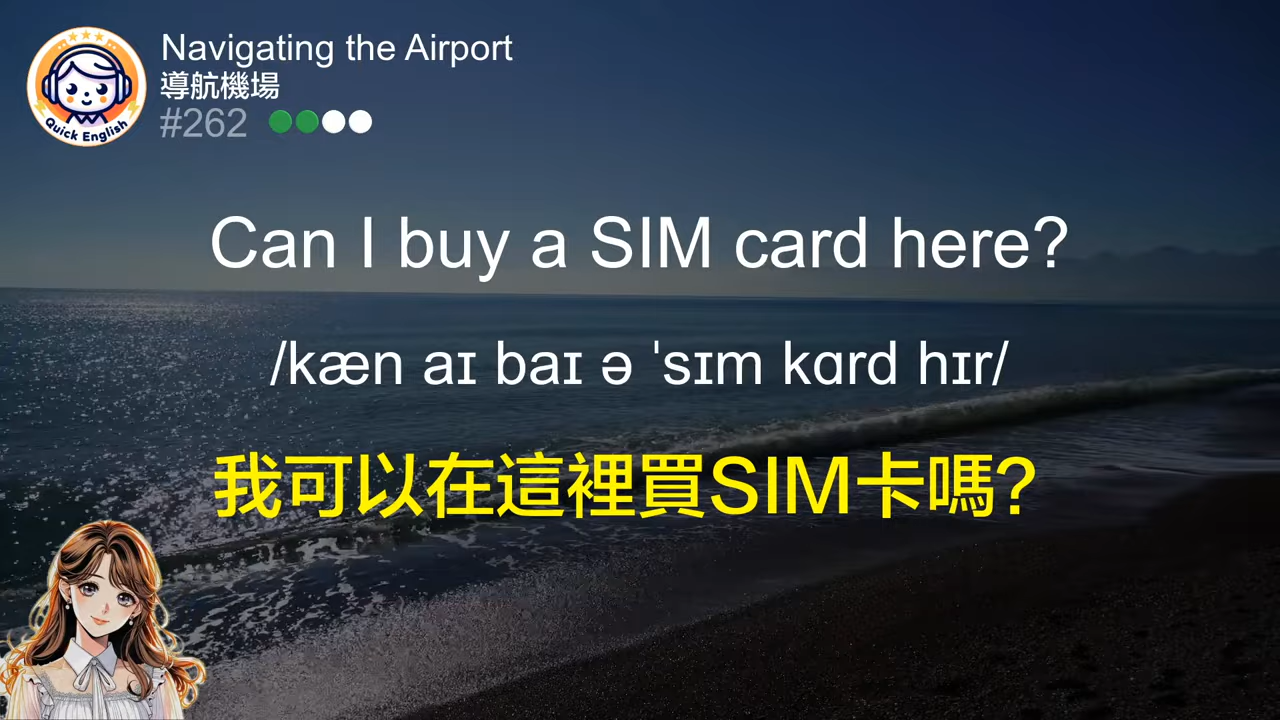 Navigating the Airport
導航機場
#262
Quick English
Can I buy a SIM card here?
/kæn aɪ baɪ ə ˈsɪm kɑrd hɪr/
我可以在這裡買SIM卡嗎?